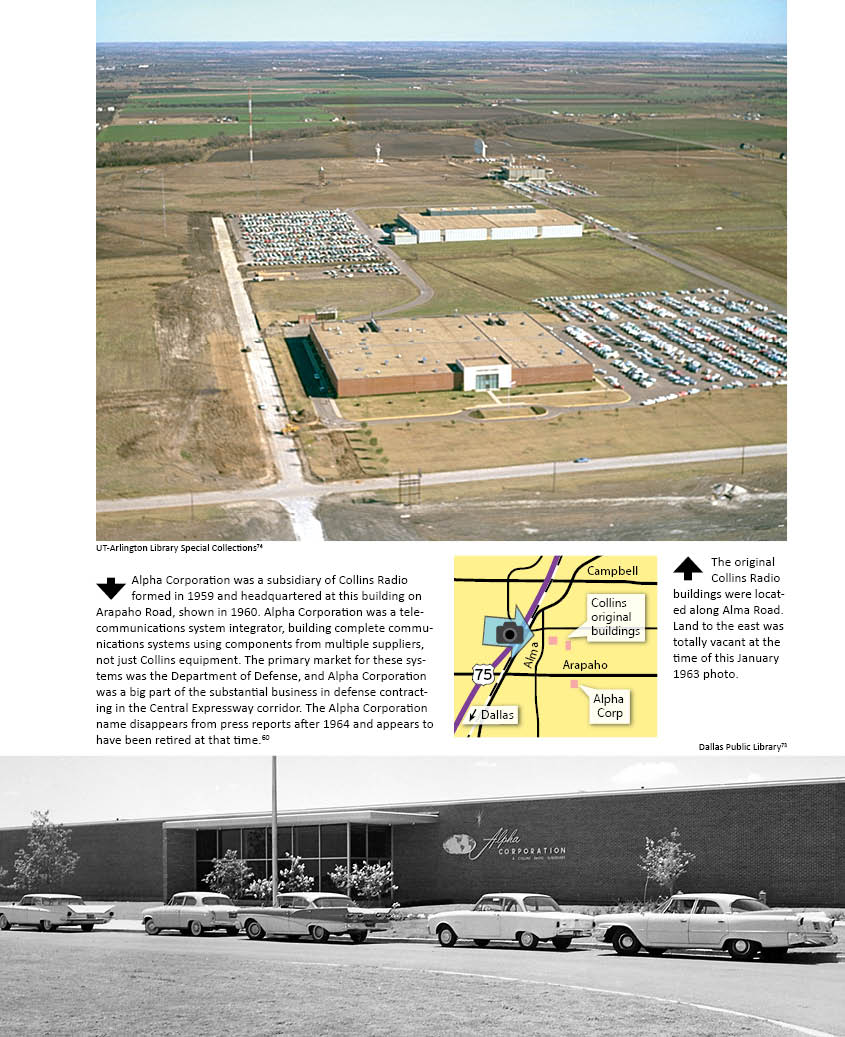 UT-Arlington Library Special Collections74
Alpha Corporation was a subsidiary of Collins Radio
formed in 1959 and headquartered at this building on
Arapaho Road, shown in 1960. Alpha Corporation was a tele-
communications system integrator, building complete commu-
nications systems using components from multiple suppliers,
not just Collins equipment. The primary market for these sys-
tems was the Department of Defense, and Alpha Corporation
was a big part of the substantial business in defense contract-
ing in the Central Expressway corridor. The Alpha Corporation
name disappears from press reports after 1964 and appears to
have been retired at that time.60
Campbell
Collins
original
buildings
Alma
Arapaho
75
Alpha
Corp
Dallas
The original
Collins Radio
buildings were locat-
ed along Alma Road.
Land to the east was
totally vacant at the
time of this January
1963 photo.
Dallas Public Library73
Alpha
CORPORATION
A COLLINS RADIO SUBSIDIARY